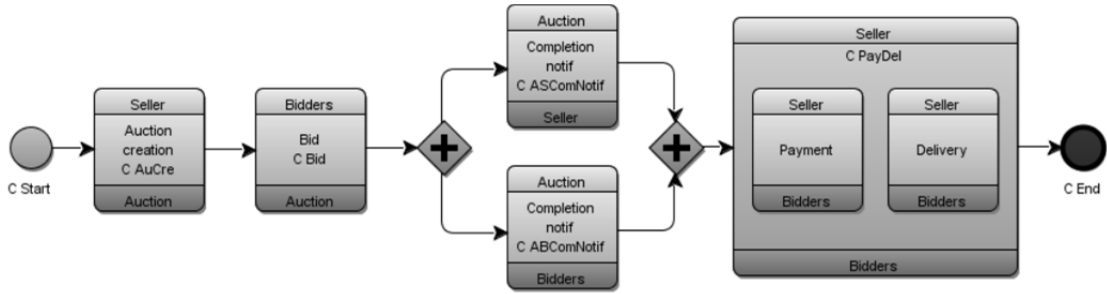 C Start
Seller
Auction
creation
C AuCre
Auction
Bidders
Bid
C Bid
Auction
Auction
Completion
notif
C ASComNotif
Seller
Auction
Completion
notif
C ABComNotif
Bidders
Seller
C PayDel
Seller
Payment
Bidders
Seller
Delivery
Bidders
Bidders
C End